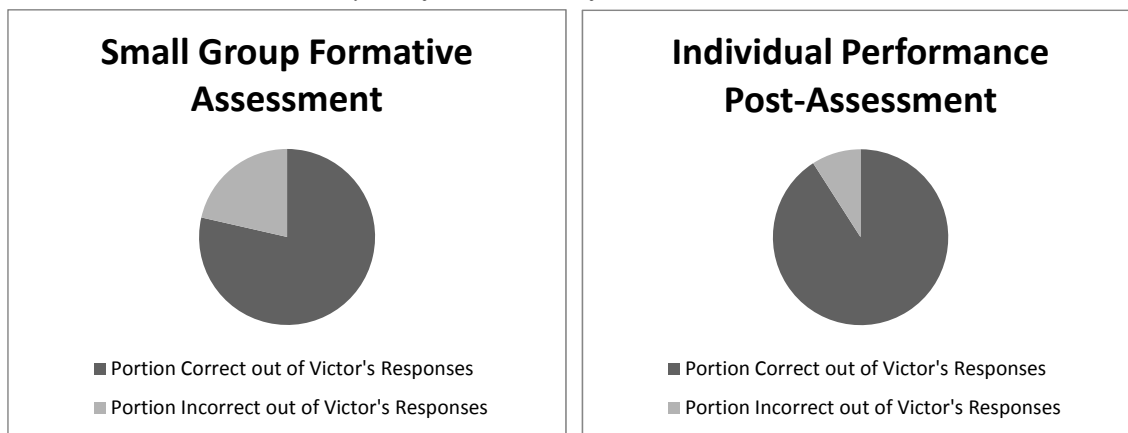 Small Group Formative
Assessment
Portion Correct out of Victor's Responses
Portion Incorrect out of Victor's Responses
Individual Performance
Post-Assessment
Portion Correct out of Victor's Responses
Portion Incorrect out of Victor's Responses